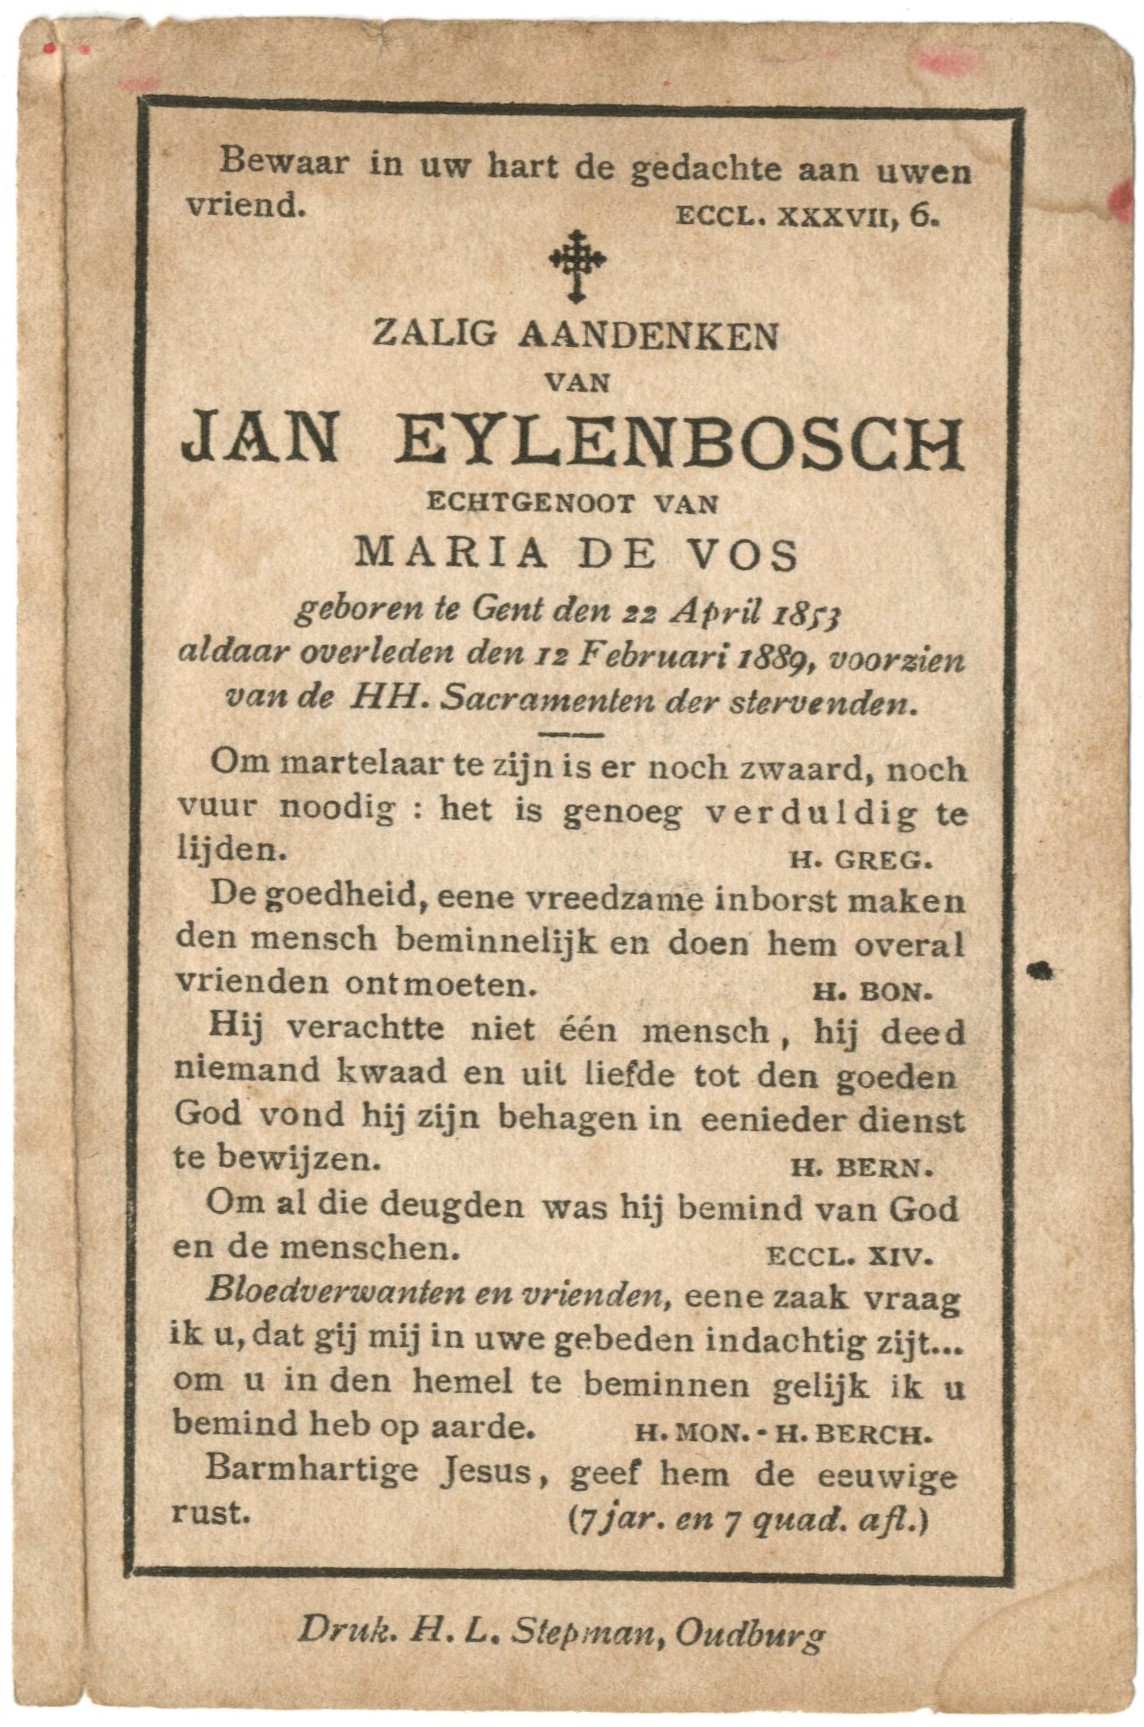 Bewaar in uw hart de gedachte aan uwen
vriend. ECCL. XXXVII, 6.
ZALIG AANDENKEN
VAN
JAN EYLENBOSCH
ECHTGENOOT VAN
MARIA DE VOS
geboren te Gent den 22 April 1853
aldaar overleden den 12 Februari 1889, voorzien
van de HH. Sacramenten der stervenden.
Om martelaar te zijn is er noch zwaard, noch
vuur noodig : het is genoeg verduldig te
lijden. H. GREG.
De goedheid, eene vreedzame inborst maken
den mensch beminnelijk en doen hem overal
vrienden ontmoeten. H. BON.
Hij verachtte niet één mensch, hij deed
niemand kwaad en uit liefde tot den goeden
God vond hij zijn behagen in eenieder dienst
te bewijzen. H. BERN.
Om al die deugden was hij bemind van God
en de menschen. ECCL. XIV.
Bloedverwanten en vrienden, eene zaak vraag
ik u, dat gij mij in uwe gebeden indachtig zijt...
om u in den hemel te beminnen gelijk ik u
bemind heb op aarde. H. MON. - H. BERCH.
Barmhartige Jesus, geef hem de eeuwige
rust. (7 jar. en 7 quad. afl.)
Druk. H. L. Stepman, Oudburg